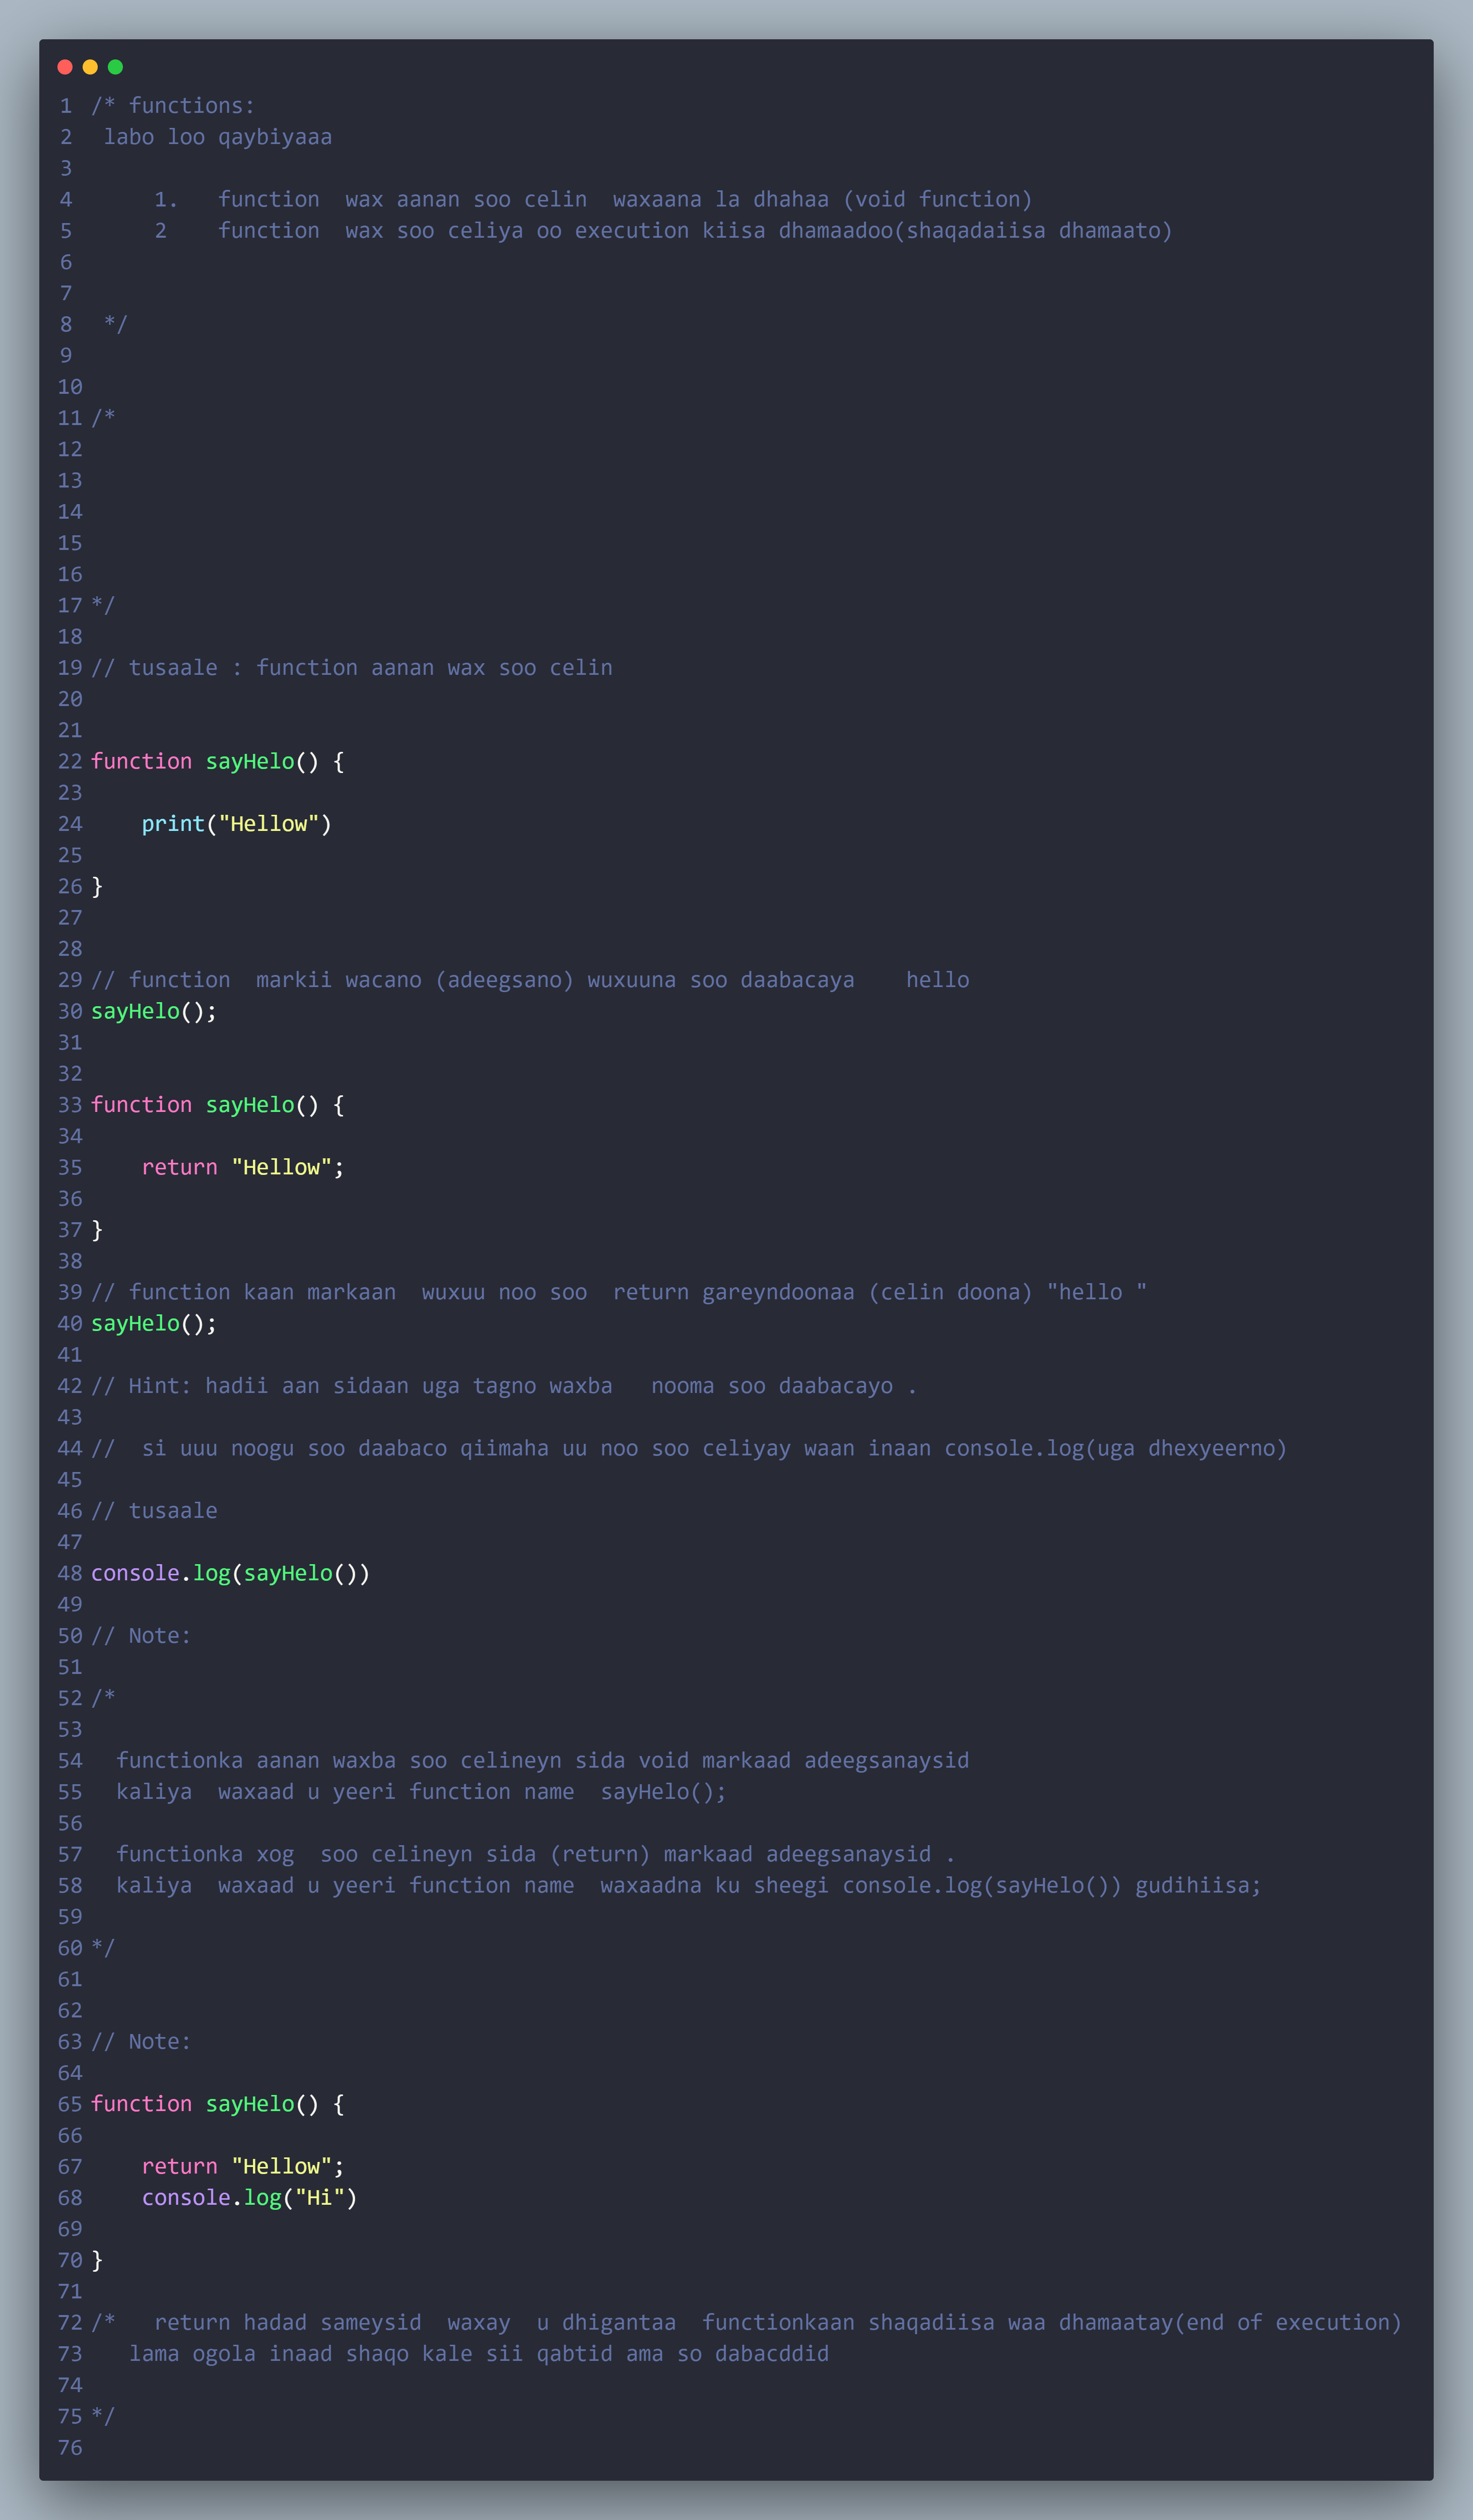 1 /* functions:
2 labo loo qaybiyaaa
3
4 1. function wax aanan soo celin waxaana la dhahaa (void function)
5 2 function wax soo celiya oo execution kiisa dhamaadoo(shaqadaiisa dhamaato)
6
7
8 */
9
10
11 /*
12
13
14
15
16
17 */
18
19 // tusaale : function aanan wax soo celin
20
21
22 function sayHelo() {
23
24 print("Hellow")
25
26 }
27
28
29 // function markii wacano (adeegsano) wuxuuna soo daabacaya hello
30 sayHelo();
31
32
33 function sayHelo() {
34
35 return "Hellow";
36
37 }
38
39 // function kaan markaan wuxuu noo soo return gareyndoonaa (celin doona) "hello "
40 sayHelo();
41
42 // Hint: hadii aan sidaan uga tagno waxba nooma soo daabacayo .
43
44 // si uuu noogu soo daabaco qiimaha uu noo soo celiyay waan inaan console.log(uga dhexyeerno)
45
46 // tusaale
47
48 console.log(sayHelo())
49
50 // Note:
51
52 /*
53
54 functionka aanan waxba soo celineyn sida void markaad adeegsanaysid
55 kaliya waxaad u yeeri function name sayHelo();
56
57 functionka xog soo celineyn sida (return) markaad adeegsanaysid .
58 kaliya waxaad u yeeri function name waxaadna ku sheegi console.log(sayHelo()) gudihiisa;
59
60 */
61
62
63 // Note:
64
65 function sayHelo() {
66
67 return "Hellow";
68 console.log("Hi")
69
70 }
71
72 /* return hadad sameysid waxay u dhigantaa functionkaan shaqadiisa waa dhamaatay(end of execution)
73 lama ogola inaad shaqo kale sii qabtid ama so dabacddid
74
75 */
76